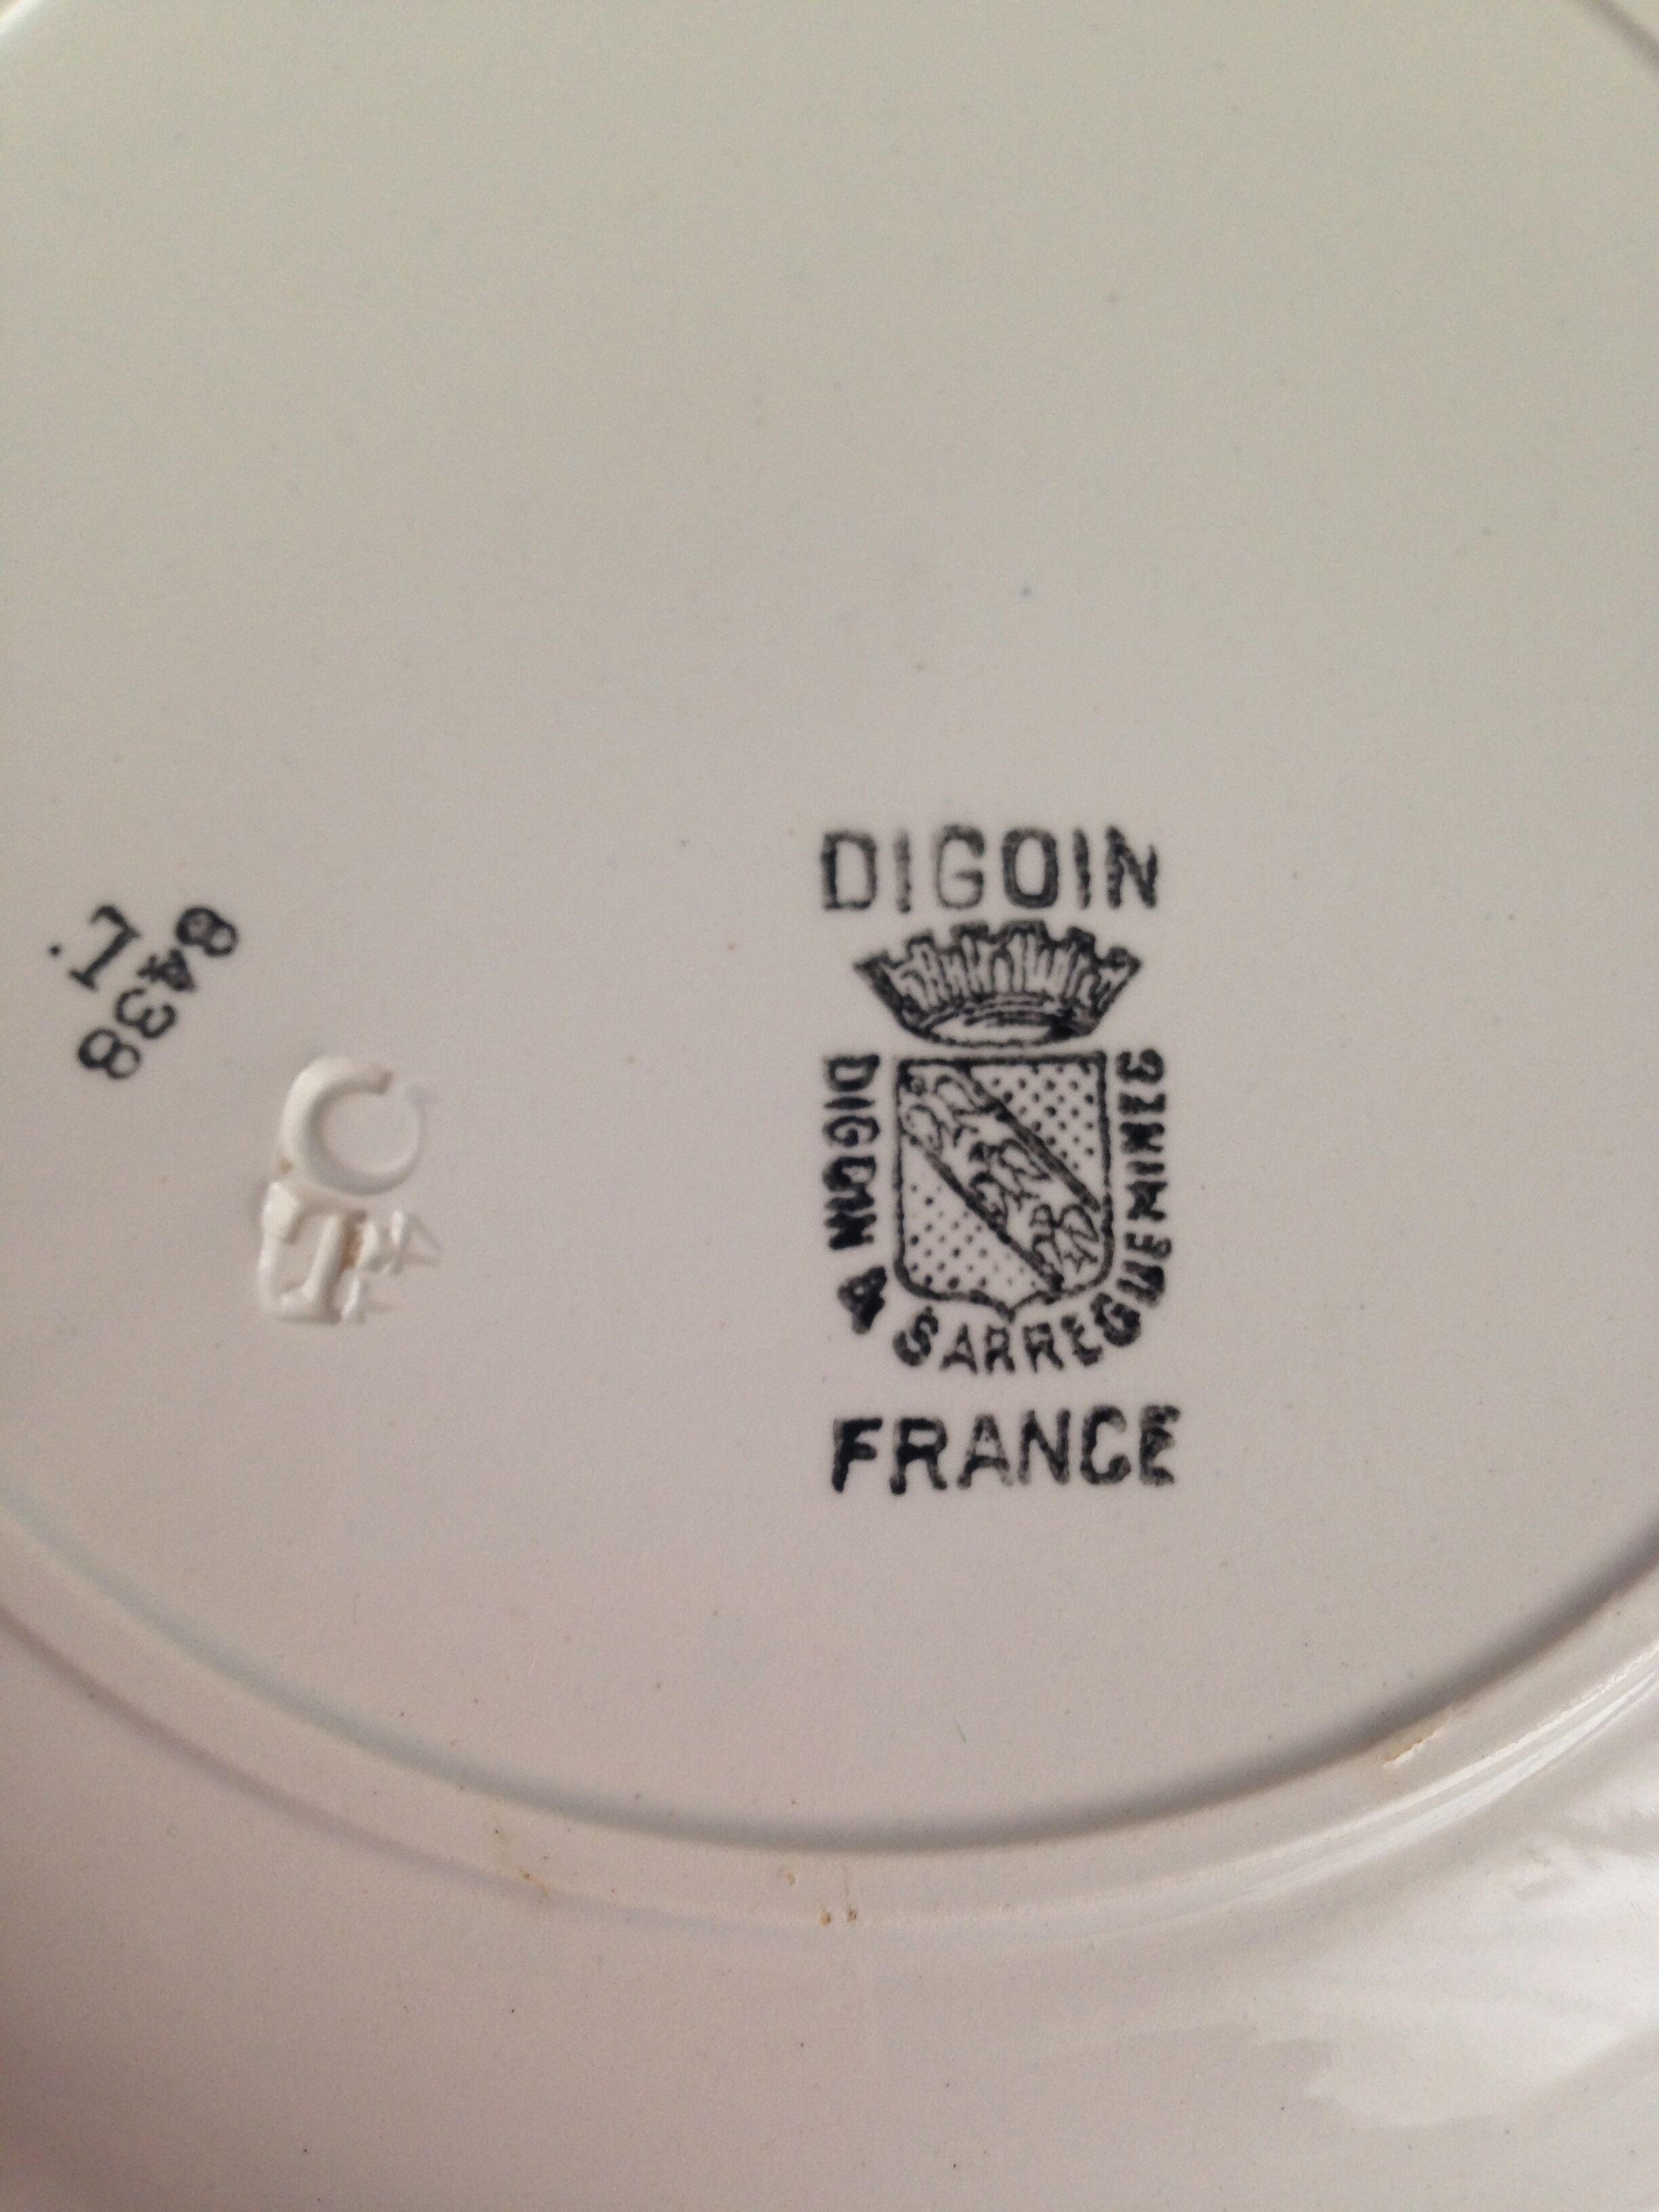 DIGOIN
DIGOIN & SARREGUEMINES
FRANCE
8438
L.
C